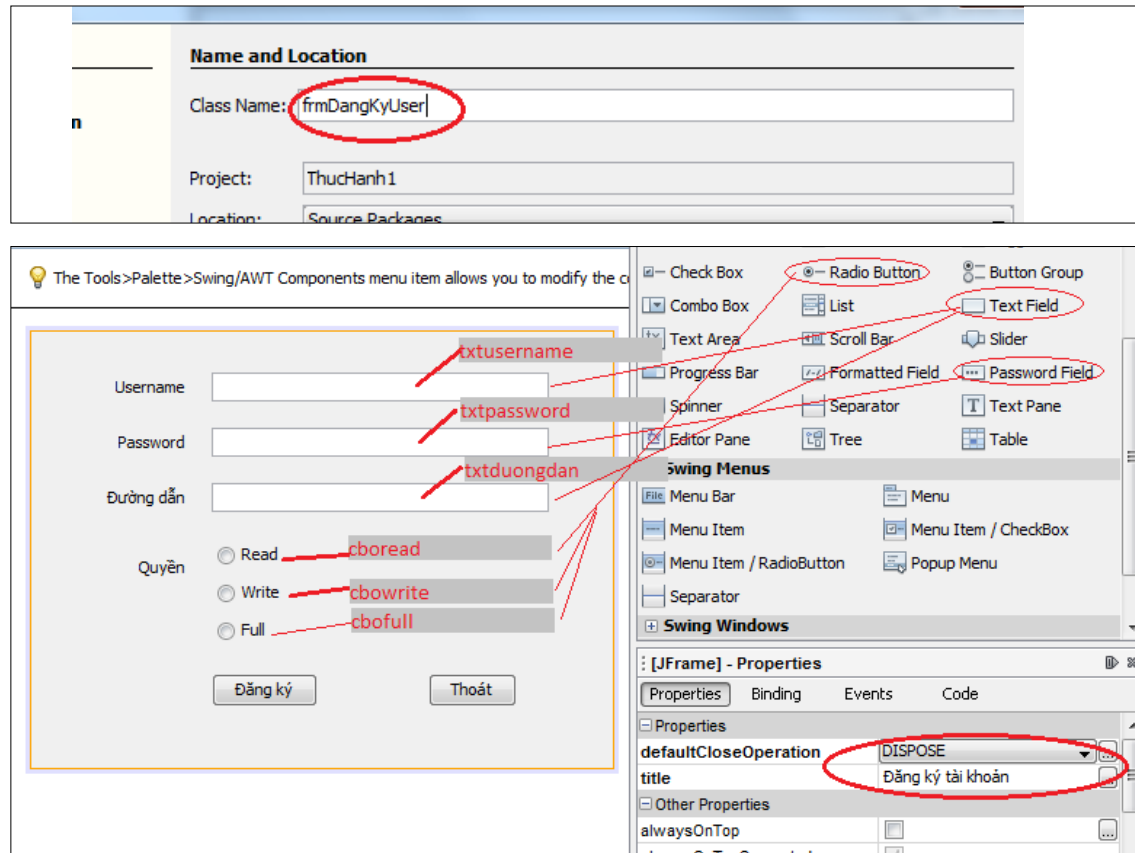 Name and Location
Class Name: frmDangKyUser
n
Project: ThucHanh1
Location: Source Packages
The Tools>Palette>Swing/AWT Components menu item allows you to modify the c
txtusername
Username
txtpassword
Password
txtduongdan
Đường dẫn
Quyền
Read
cboread
Write
cbowrite
Full
cbofull
Đăng ký
Thoát
Check Box
Radio Button
Button Group
Combo Box
List
Text Field
Text Area
Scroll Bar
Slider
Progress Bar
Formatted Field
Password Field
Spinner
Separator
Text Pane
Editor Pane
Tree
Table
Swing Menus
Menu Bar
Menu
Menu Item
Menu Item / CheckBox
Menu Item / RadioButton
Popup Menu
Separator
Swing Windows
[JFrame] - Properties
Properties Binding Events Code
Properties
defaultCloseOperation DISPOSE
title Đăng ký tài khoản
Other Properties
alwaysOnTop